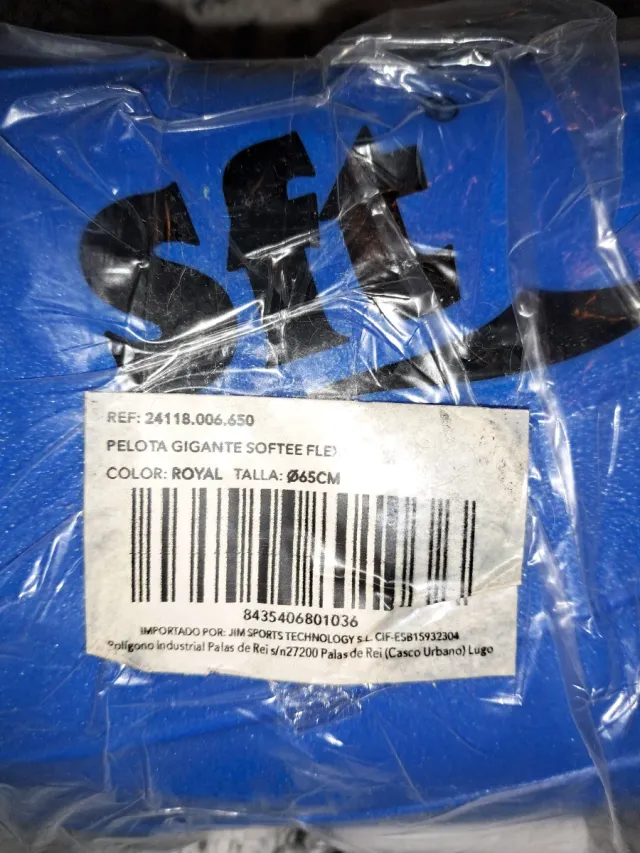 sft
REF: 24118.006.650
PELOTA GIGANTE SOFTEE FLEX
COLOR: ROYAL TALLA: Ø65CM
8435406801036
IMPORTADO POR: JIM SPORTS TECHNOLOGY S.L. CIF-ESB15932304
Polígono industrial Palas de Rei s/n27200 Palas de Rei (Casco Urbano) Lugo